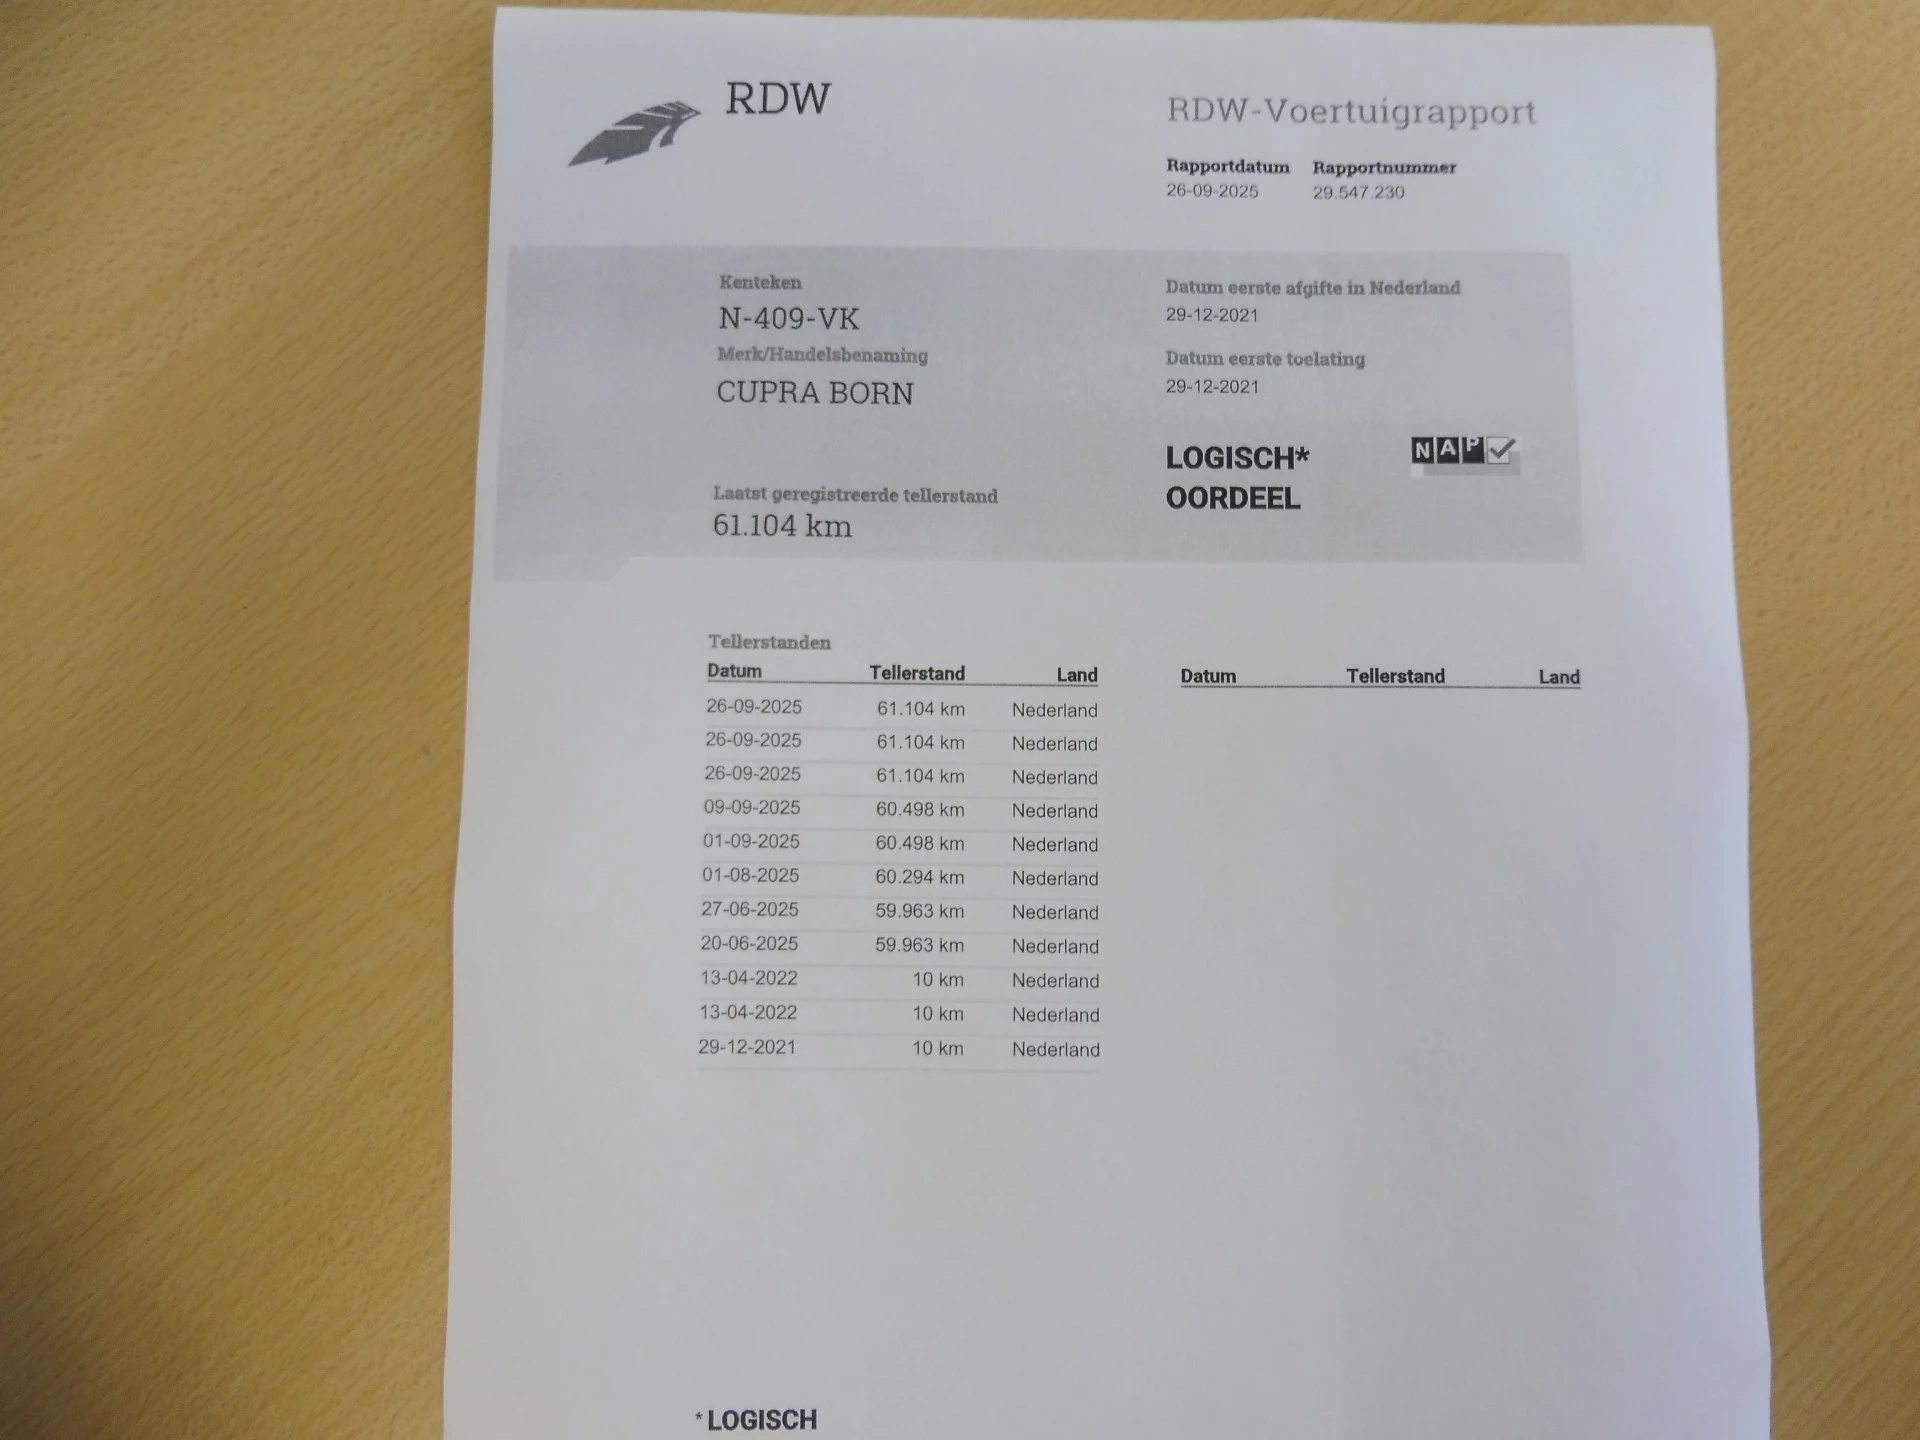 RDW
RDW-Voertuigrapport
Rapportdatum Rapportnummer
26-09-2025 29.547.230
Kenteken
N-409-VK
Merk/Handelsbenaming
CUPRA BORN
Laatst geregistreerde tellerstand
61.104 km
Datum eerste afgifte in Nederland
29-12-2021
Datum eerste toelating
29-12-2021
LOGISCH*
OORDEEL
NAP
Tellerstanden
Datum Tellerstand Land
26-09-2025 61.104 km Nederland
26-09-2025 61.104 km Nederland
26-09-2025 61.104 km Nederland
09-09-2025 60.498 km Nederland
01-09-2025 60.498 km Nederland
01-08-2025 60.294 km Nederland
27-06-2025 59.963 km Nederland
20-06-2025 59.963 km Nederland
13-04-2022 10 km Nederland
13-04-2022 10 km Nederland
29-12-2021 10 km Nederland
Datum Tellerstand Land
*LOGISCH